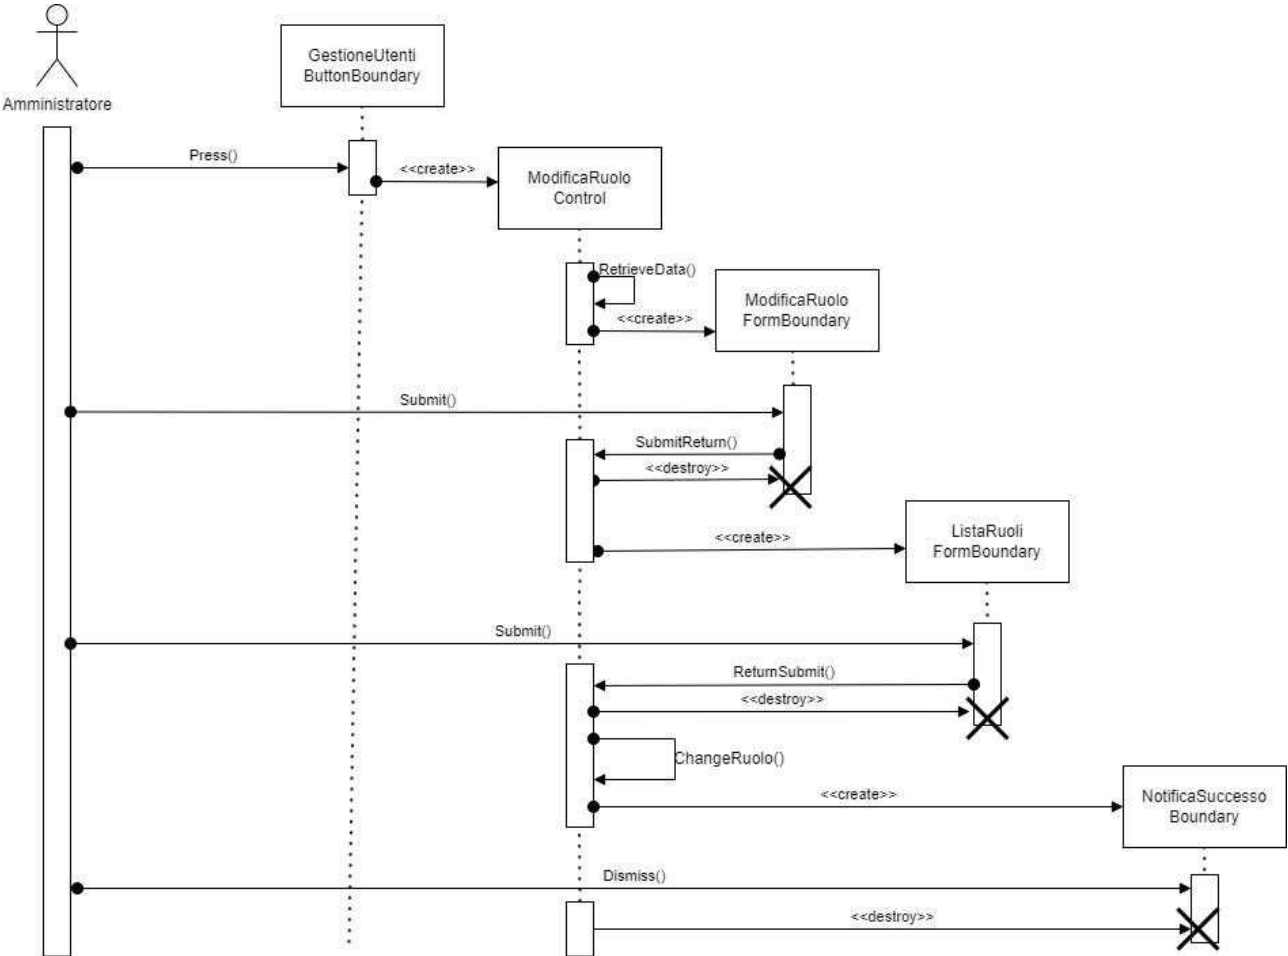 GestioneUtenti
ButtonBoundary
Amministratore
Press()
<<create>>
ModificaRuolo
Control
RetrieveData()
ModificaRuolo
FormBoundary
<<create>>
Submit()
SubmitReturn()
<<destroy>>
ListaRuoli
FormBoundary
<<create>>
Submit()
ReturnSubmit()
<<destroy>>
ChangeRuolo()
<<create>>
NotificaSuccesso
Boundary
Dismiss()
<<destroy>>